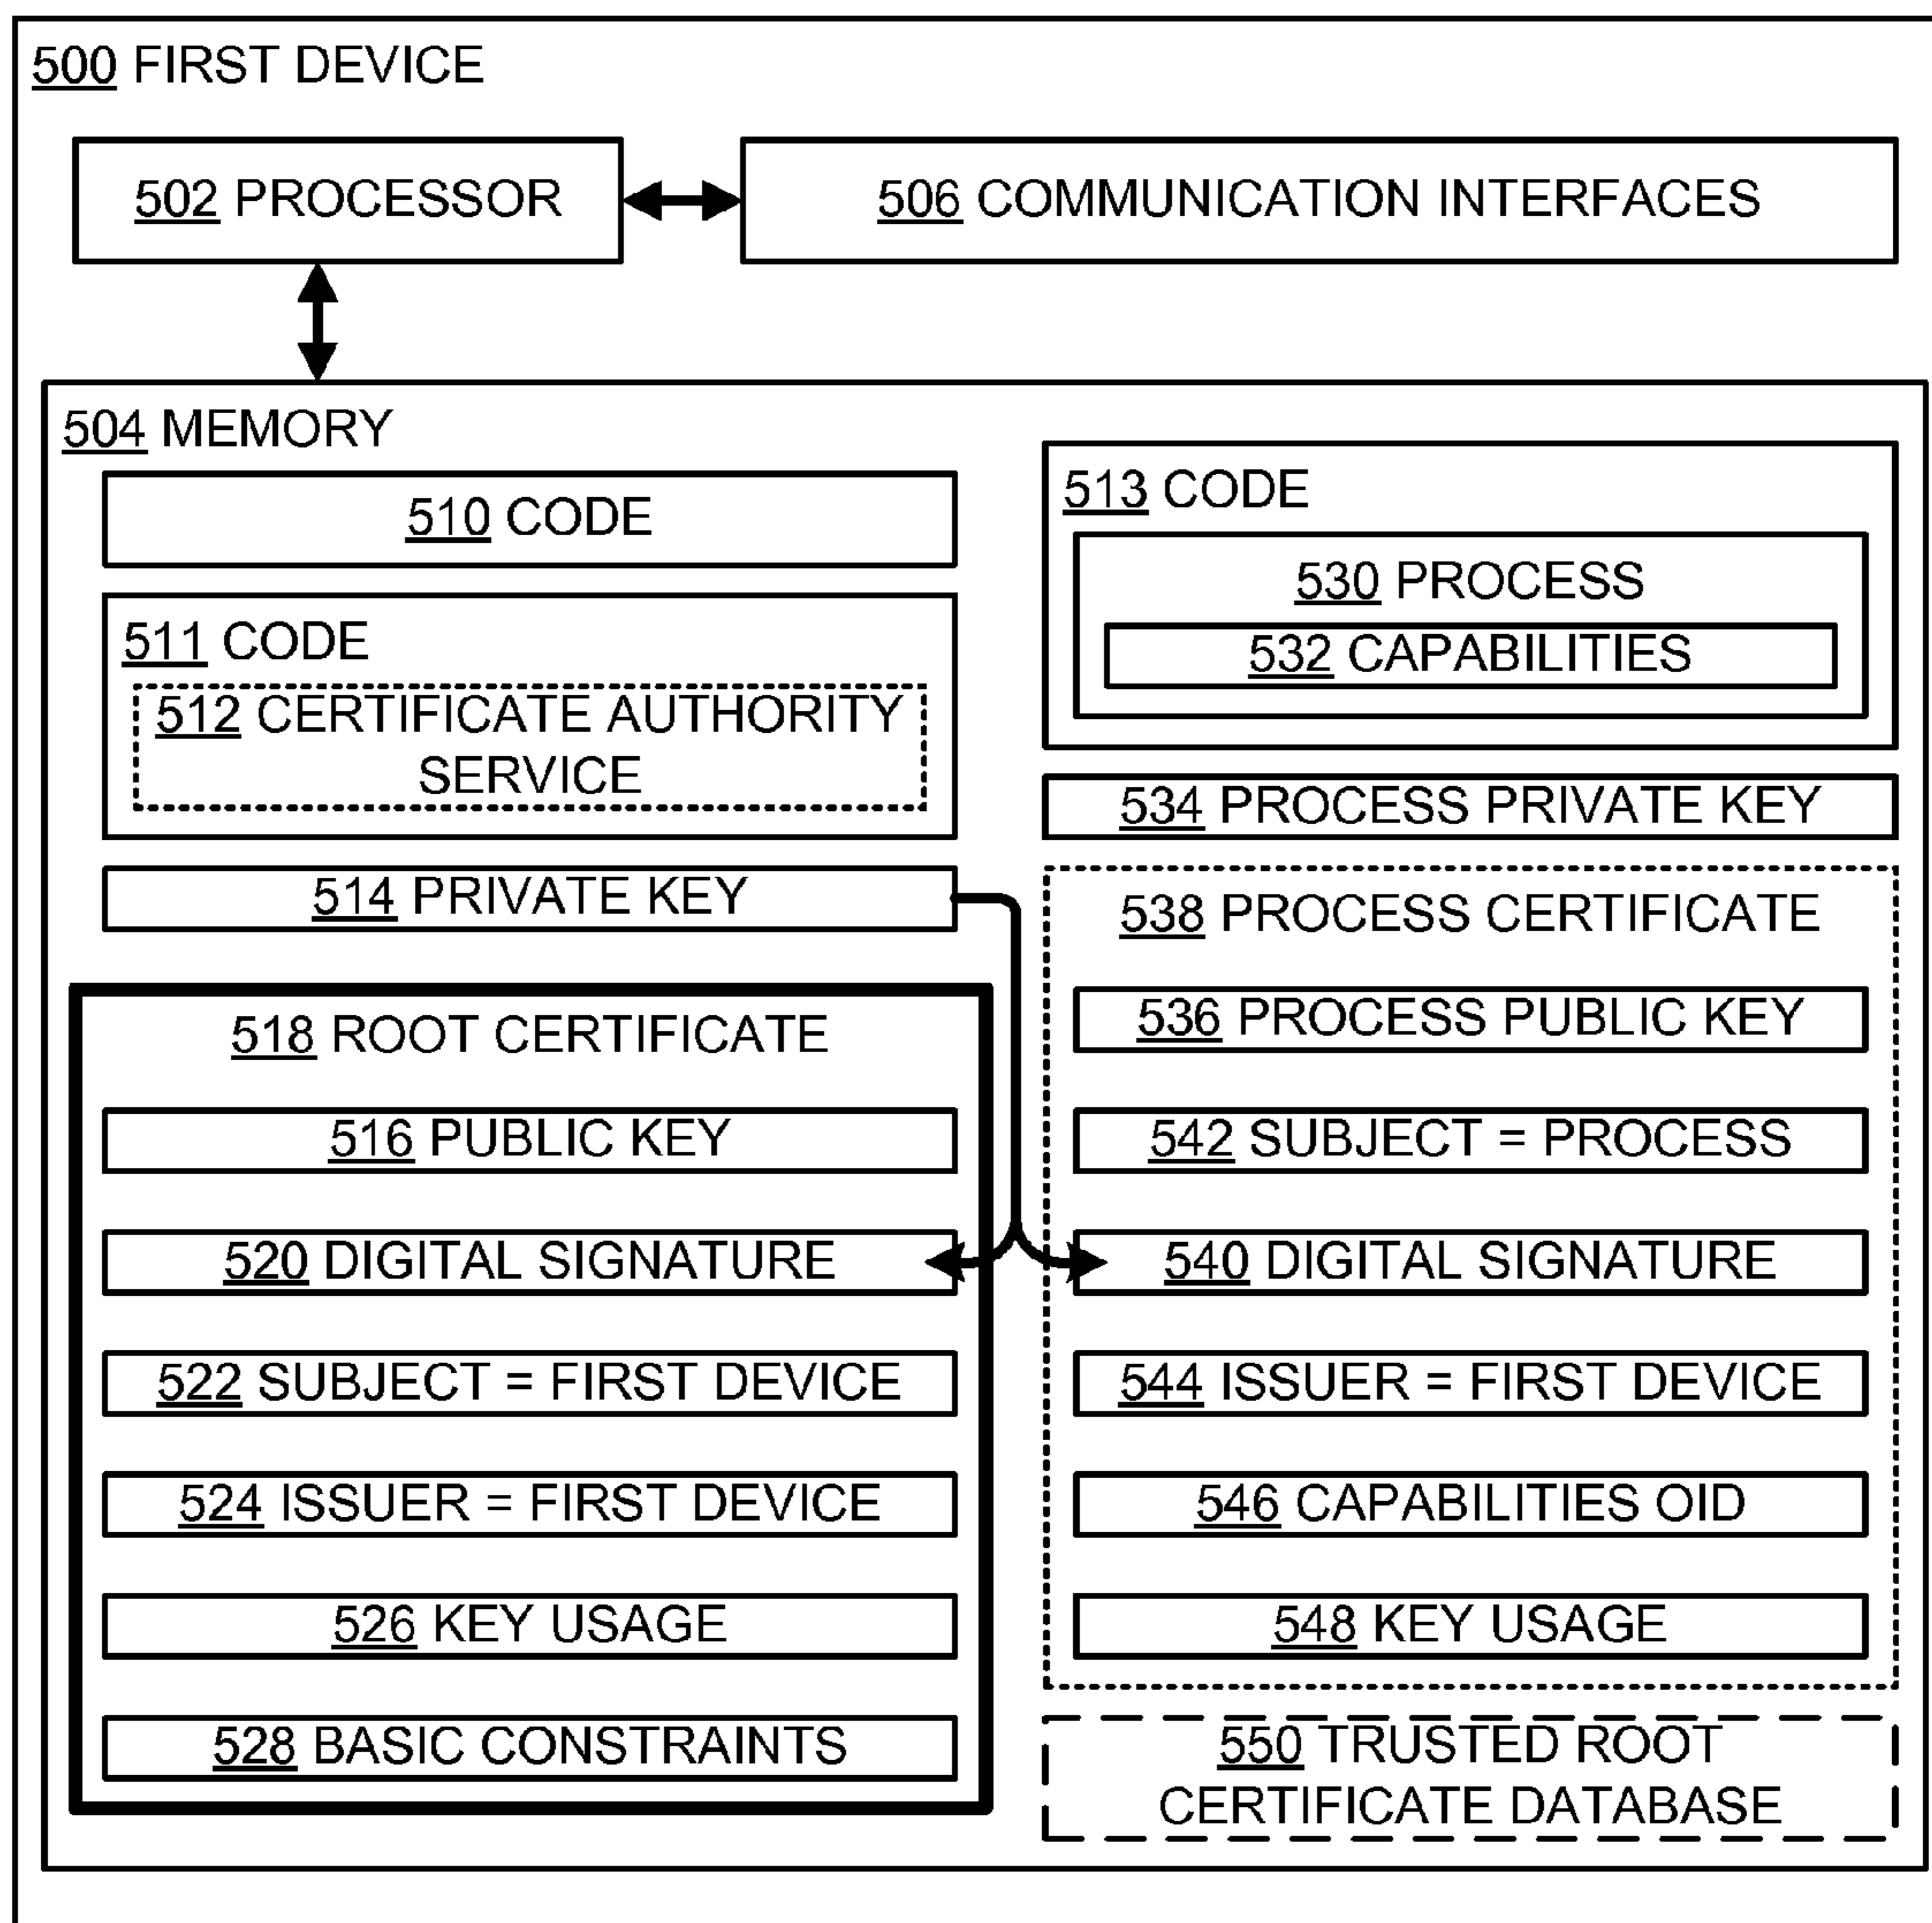 500 FIRST DEVICE
502 PROCESSOR
506 COMMUNICATION INTERFACES
504 MEMORY
510 CODE
511 CODE
512 CERTIFICATE AUTHORITY
SERVICE
514 PRIVATE KEY
518 ROOT CERTIFICATE
516 PUBLIC KEY
520 DIGITAL SIGNATURE
522 SUBJECT = FIRST DEVICE
524 ISSUER = FIRST DEVICE
526 KEY USAGE
528 BASIC CONSTRAINTS
513 CODE
530 PROCESS
532 CAPABILITIES
534 PROCESS PRIVATE KEY
538 PROCESS CERTIFICATE
536 PROCESS PUBLIC KEY
542 SUBJECT = PROCESS
540 DIGITAL SIGNATURE
544 ISSUER = FIRST DEVICE
546 CAPABILITIES OID
548 KEY USAGE
550 TRUSTED ROOT
CERTIFICATE DATABASE